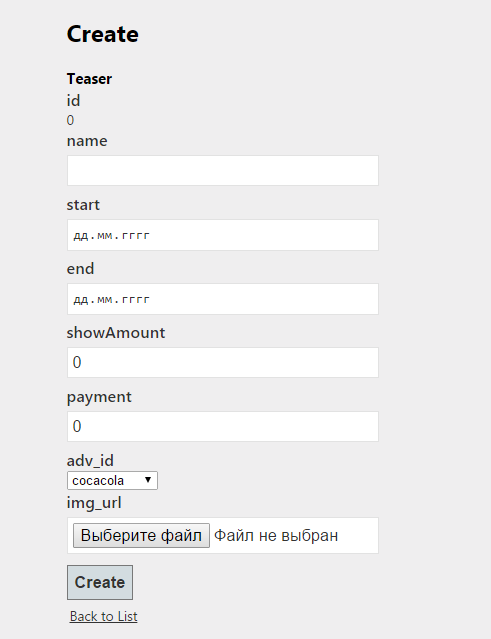 Create
Teaser
id
0
name
start
дд.мм.гггг
end
дд.мм.гггг
showAmount
0
payment
0
adv_id
cocacola
img_url
Выберите файл Файл не выбран
Create
Back to List